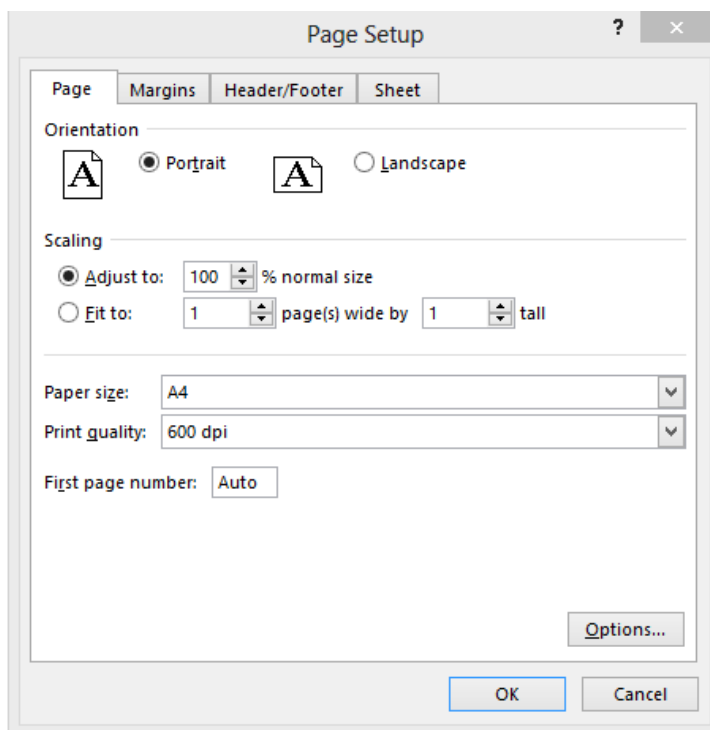 Page Setup ? ×
Page Margins Header/Footer Sheet
Orientation
A Portrait A Landscape
Scaling
Adjust to: 100 % normal size
Fit to: 1 page(s) wide by 1 tall
Paper size: A4
Print quality: 600 dpi
First page number: Auto
Options...
OK Cancel